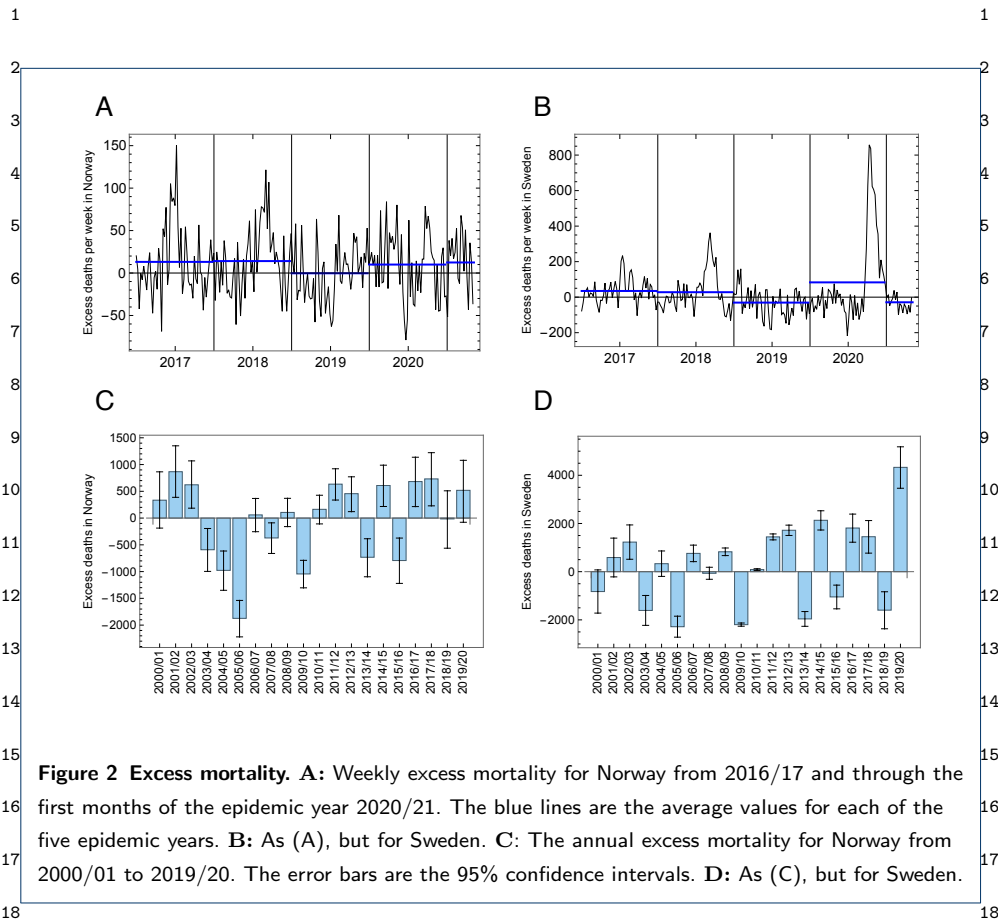 1 1
2 2
A B
3 3
Excess deaths per week in Norway
150
100
50
0
−50
2017 2018 2019 2020
Excess deaths per week in Sweden
800
600
400
200
0
−200
2017 2018 2019 2020
4 4
5 5
6 6
7 7
8 8
C D
9 9
Excess deaths in Norway
1500
1000
500
0
−500
−1000
−1500
−2000
2000/01 2001/02 2002/03 2003/04 2004/05 2005/06 2006/07 2007/08 2008/09 2009/10 2010/11 2011/12 2012/13 2013/14 2014/15 2015/16 2016/17 2017/18 2018/19 2019/20
Excess deaths in Sweden
4000
2000
0
−2000
2000/01 2001/02 2002/03 2003/04 2004/05 2005/06 2006/07 2007/08 2008/09 2009/10 2010/11 2011/12 2012/13 2013/14 2014/15 2015/16 2016/17 2017/18 2018/19 2019/20
10 10
11 11
12 12
13 13
14 14
15 15
Figure 2 Excess mortality. A: Weekly excess mortality for Norway from 2016/17 and through the
16 first months of the epidemic year 2020/21. The blue lines are the average values for each of the 16
five epidemic years. B: As (A), but for Sweden. C: The annual excess mortality for Norway from
17 17
2000/01 to 2019/20. The error bars are the 95% confidence intervals. D: As (C), but for Sweden.
18 18